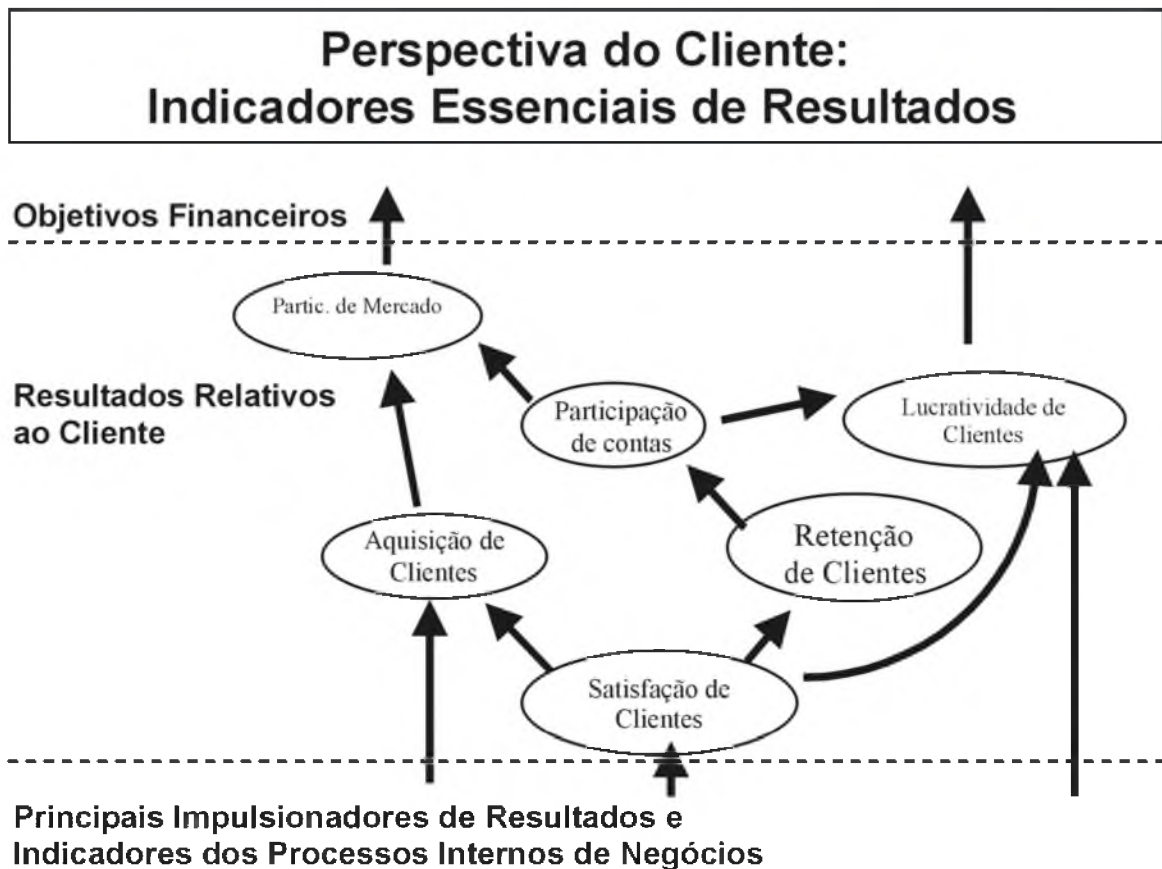 Perspectiva do Cliente:
Indicadores Essenciais de Resultados
Objetivos Financeiros
Partic. de Mercado
Resultados Relativos
ao Cliente
Participação
de contas
Lucratividade de
Clientes
Aquisição de
Clientes
Retenção
de Clientes
Satisfação de
Clientes
Principais Impulsionadores de Resultados e
Indicadores dos Processos Internos de Negócios